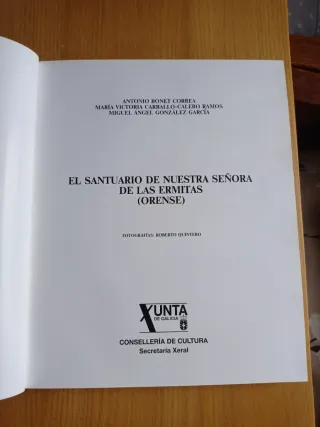 ANTONIO BONET CORREA
MARÍA VICTORIA CARBALLO-CALERO RAMOS
MIGUEL ÁNGEL GONZÁLEZ GARCÍA
EL SANTUARIO DE NUESTRA SEÑORA
DE LAS ERMITAS
(ORENSE)
FOTOGRAFÍAS: ROBERTO QUINTERO
XUNTA
DE GALICIA
CONSELLERÍA DE CULTURA
Secretaría Xeral